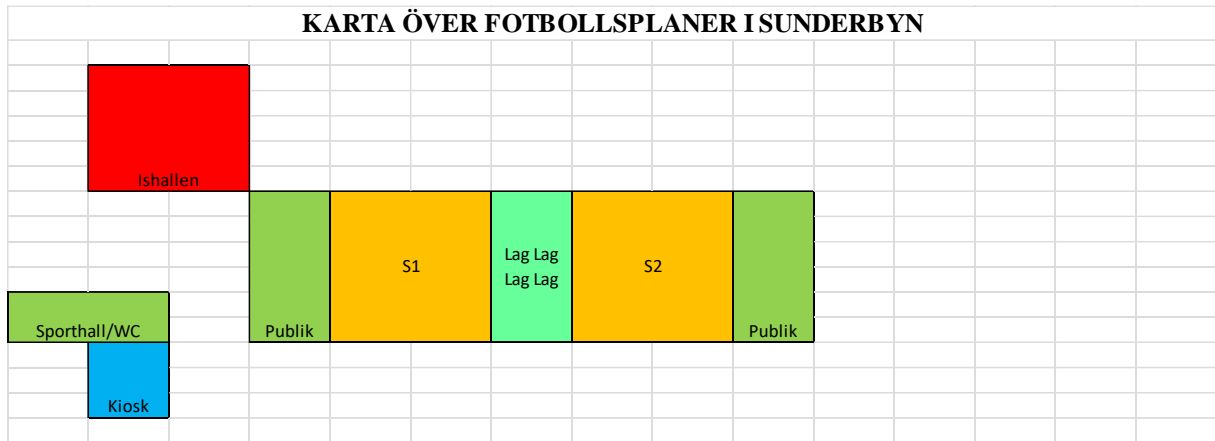 KARTA ÖVER FOTBOLLSPLANER I SUNDERBYN
Ishallen
S1
Lag Lag
Lag Lag
S2
Sporthall/WC
Publik
Publik
Kiosk